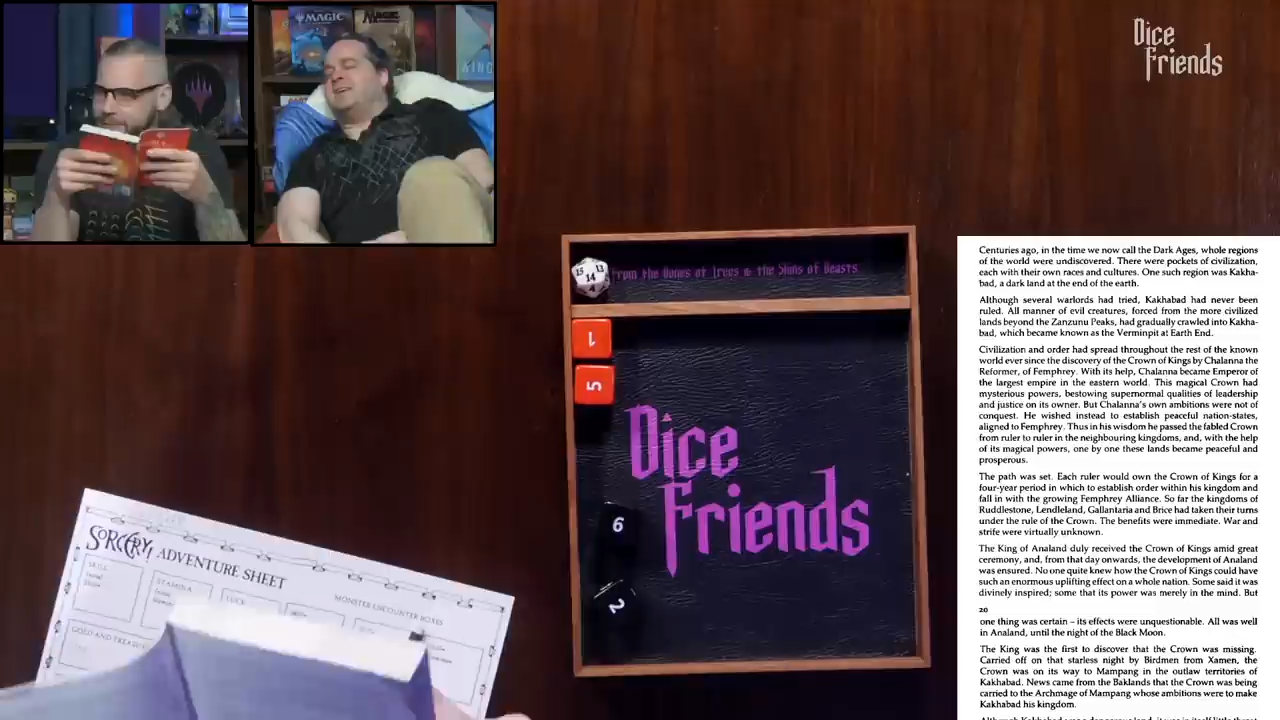 MAGIC
Dice
Friends
From the Bones of Trees & the Skins of Beasts
15 13
14
4
1
5
Dice
Friends
6
2
SORCERY!
ADVENTURE SHEET
SKILL
STAMINA
LUCK
MONSTER ENCOUNTER BOXES
Centuries ago, in the time we now call the Dark Ages, whole regions
of the world were undiscovered. There were pockets of civilization,
each with their own races and cultures. One such region was Kakha-
bad, a dark land at the end of the earth.
Although several warlords had tried, Kakhabad had never been
ruled. All manner of evil creatures, forced from the more civilized
lands beyond the Zanzunu Peaks, had gradually crawled into Kakha-
bad, which became known as the Verminpit at Earth End.
Civilization and order had spread throughout the rest of the known
world ever since the discovery of the Crown of Kings by Chalanna the
Reformer, of Femphrey. With its help, Chalanna became Emperor of
the largest empire in the eastern world. This magical Crown had
mysterious powers, bestowing supernormal qualities of leadership
and justice on its owner. But Chalanna's own ambitions were not of
conquest. He wished instead to establish peaceful nation-states,
aligned to Femphrey. Thus in his wisdom he passed the fabled Crown
from ruler to ruler in the neighbouring kingdoms, and, with the help
of its magical powers, one by one these lands became peaceful and
prosperous.
The path was set. Each ruler would own the Crown of Kings for a
four-year period in which to establish order within his kingdom and
fall in with the growing Femphrey Alliance. So far the kingdoms of
Ruddlestone, Lendleland, Gallantaria and Brice had taken their turns
under the rule of the Crown. The benefits were immediate. War and
strife were virtually unknown.
The King of Analand duly received the Crown of Kings amid great
ceremony, and, from that day onwards, the development of Analand
was ensured. No one quite knew how the Crown of Kings could have
such an enormous uplifting effect on a whole nation. Some said it was
divinely inspired; some that its power was merely in the mind. But
20
one thing was certain – its effects were unquestionable. All was well
in Analand, until the night of the Black Moon.
The King was the first to discover that the Crown was missing.
Carried off on that starless night by Birdmen from Xamen, the
Crown was on its way to Mampang in the outlaw territories of
Kakhabad. News came from the Baklands that the Crown was being
carried to the Archmage of Mampang whose ambitions were to make
Kakhabad his kingdom.